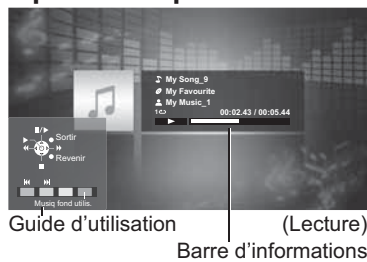 My Song_9
My Favourite
My Music_1
1
00:02.43 / 00:05.44
Sortir
Revenir
Musiq fond utilis.
Guide d'utilisation
(Lecture)
Barre d'informations